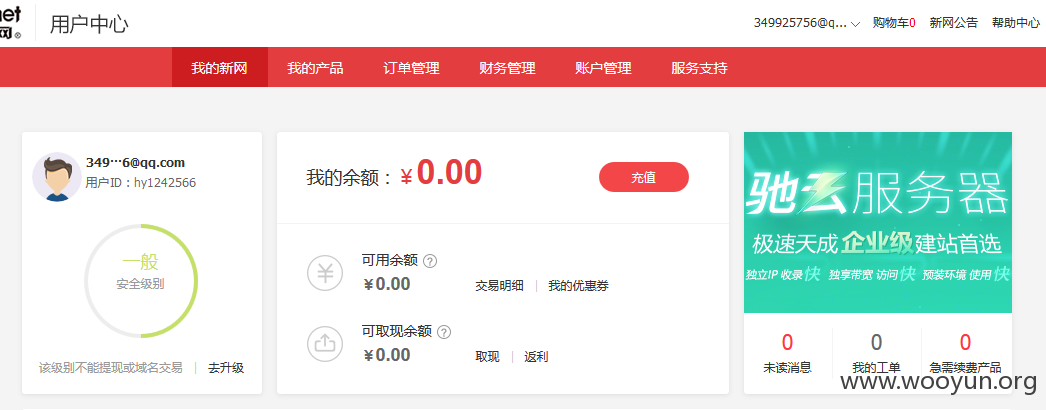 net
网®
用户中心
349925756@q...
购物车0
新网公告
帮助中心
我的新网
我的产品
订单管理
财务管理
账户管理
服务支持
349···6@qq.com
用户ID：hy1242566
一般
安全级别
该级别不能提现或域名交易 | 去升级
我的余额：¥0.00
充值
可用余额 ?
¥0.00
交易明细 | 我的优惠券
可取现余额 ?
¥0.00
取现 | 返利
驰云服务器
极速天成 企业级建站首选
独立IP 收录快 独享带宽 访问快 预装环境 使用快
0
未读消息
0
我的工单
0
急需续费产品
www.wooyun.org